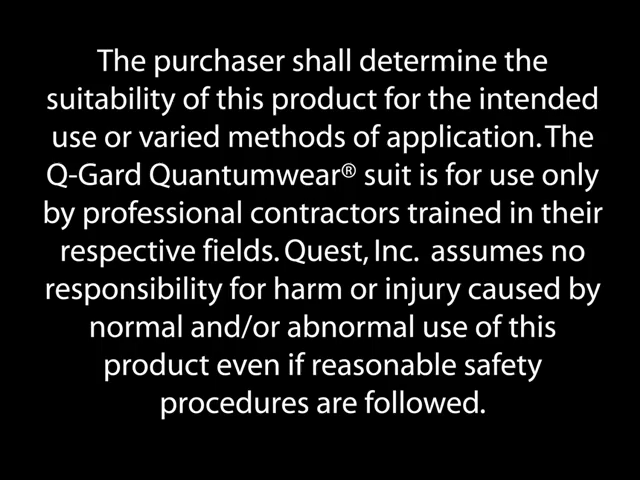 The purchaser shall determine the
suitability of this product for the intended
use or varied methods of application. The
Q-Gard Quantumwear® suit is for use only
by professional contractors trained in their
respective fields. Quest, Inc. assumes no
responsibility for harm or injury caused by
normal and/or abnormal use of this
product even if reasonable safety
procedures are followed.